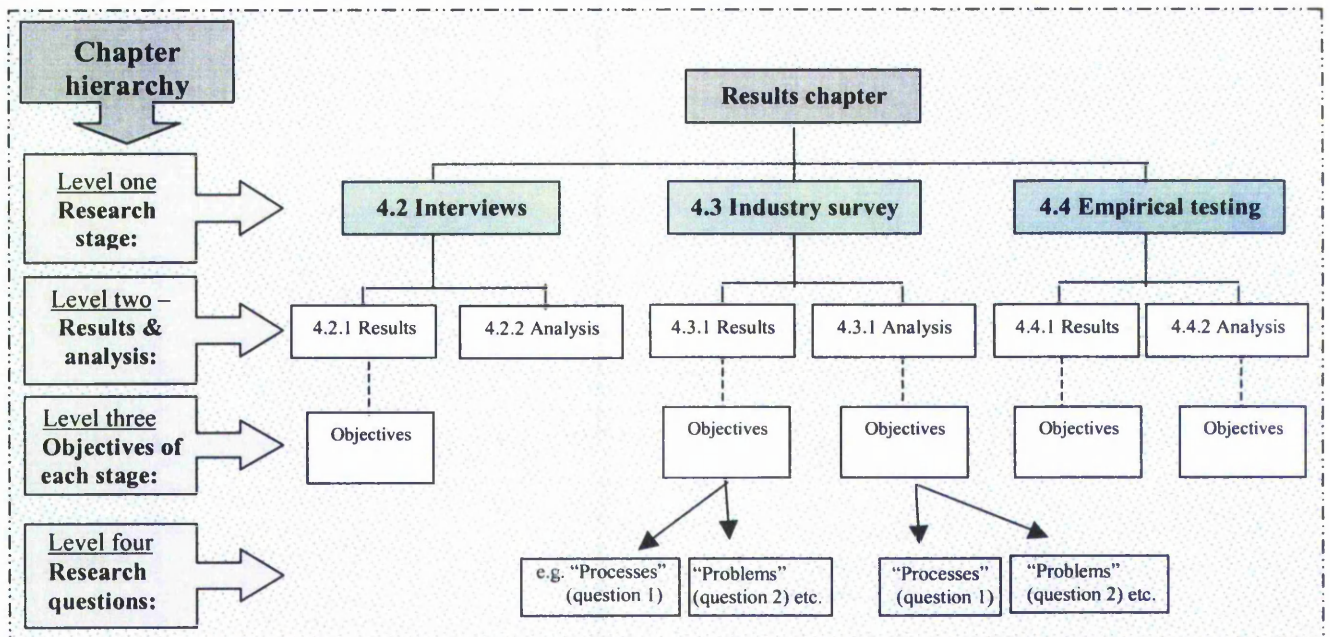 Chapter
hierarchy
Results chapter
Level one
Research
stage:
4.2 Interviews
4.3 Industry survey
4.4 Empirical testing
Level two –
Results &
analysis:
4.2.1 Results
4.2.2 Analysis
4.3.1 Results
4.3.1 Analysis
4.4.1 Results
4.4.2 Analysis
Level three
Objectives of
each stage:
Objectives
Objectives
Objectives
Objectives
Objectives
Level four
Research
questions:
e.g. “Processes”
(question 1)
“Problems”
(question 2) etc.
“Processes”
(question 1)
“Problems”
(question 2) etc.